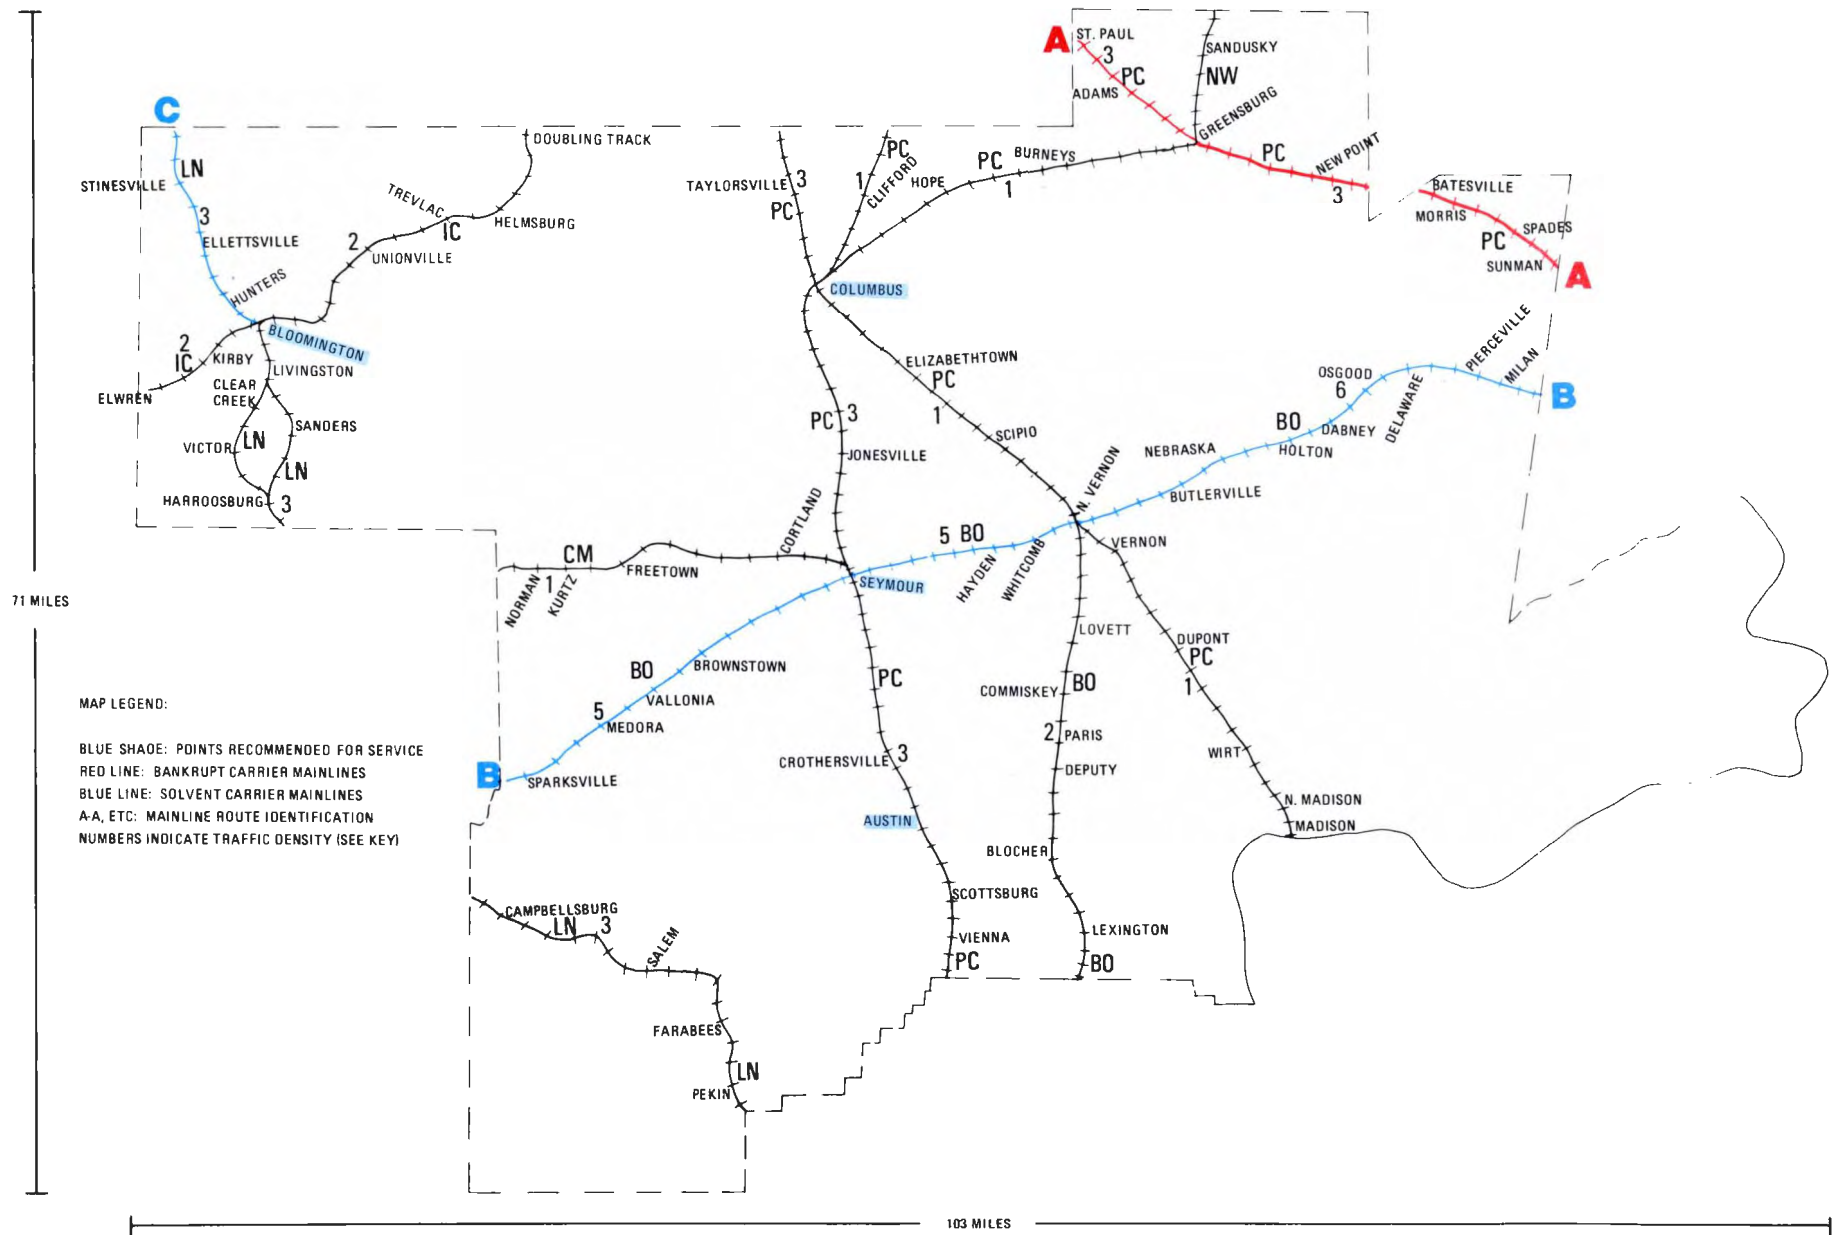 A
ST. PAUL
3
PC
ADAMS
SANDUSKY
NW
GREENSBURG
PC
NEW POINT
3
BATESVILLE
MORRIS
SPADES
PC
SUNMAN
A
C
LN
STINESVILLE
3
ELLETTSVILLE
HUNTERS
BLOOMINGTON
DOUBLING TRACK
TREVLAC
IC
HELMSBURG
2
UNIONVILLE
2
IC
KIRBY
ELWREN
LIVINGSTON
CLEAR
CREEK
SANDERS
VICTOR
LN
LN
HARROOSBURG
3
TAYLORSVILLE
3
PC
PC
1
CLIFFORD
HOPE
PC
BURNEYS
1
COLUMBUS
ELIZABETHTOWN
PC
1
SCIPIO
PC
3
JONESVILLE
N. VERNON
NEBRASKA
BUTLERVILLE
BO
HOLTON
DABNEY
OSGOOD
6
DELAWARE
PIERCEVILLE
MILAN
B
CORTLAND
CM
NORMAN
1
KURTZ
FREETOWN
SEYMOUR
5 BO
HAYDEN
WHITCOMB
VERNON
71 MILES
LOVETT
DUPONT
PC
1
BROWNSTOWN
BO
VALLONIA
5
MEDORA
B
SPARKSVILLE
PC
COMMISKEY
BO
2
PARIS
DEPUTY
WIRT
N. MADISON
MADISON
CROTHERSVILLE
3
AUSTIN
BLOCHER
SCOTTSBURG
VIENNA
PC
LEXINGTON
BO
MAP LEGEND:
BLUE SHAOE: POINTS RECOMMENDED FOR SERVICE
RED LINE: BANKRUPT CARRIER MAINLINES
BLUE LINE: SOLVENT CARRIER MAINLINES
A-A, ETC: MAINLINE ROUTE IDENTIFICATION
NUMBERS INDICATE TRAFFIC OENSITY (SEE KEY)
CAMPBELLSBURG
LN
3
SALEM
FARABEES
LN
PEKIN
103 MILES